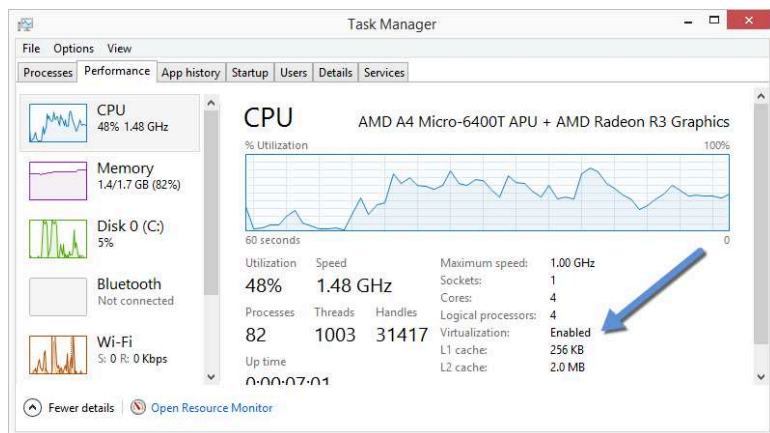 Task Manager
File Options View
Processes Performance App history Startup Users Details Services
CPU
48% 1.48 GHz
Memory
1.4/1.7 GB (82%)
Disk 0 (C:)
5%
Bluetooth
Not connected
Wi-Fi
S: 0 R: 0 Kbps
CPU AMD A4 Micro-6400T APU + AMD Radeon R3 Graphics
% Utilization 100%
60 seconds 0
Utilization Speed
48% 1.48 GHz
Processes Threads Handles
82 1003 31417
Up time
0:00:07:01
Maximum speed: 1.00 GHz
Sockets: 1
Cores: 4
Logical processors: 4
Virtualization: Enabled
L1 cache: 256 KB
L2 cache: 2.0 MB
Fewer details Open Resource Monitor